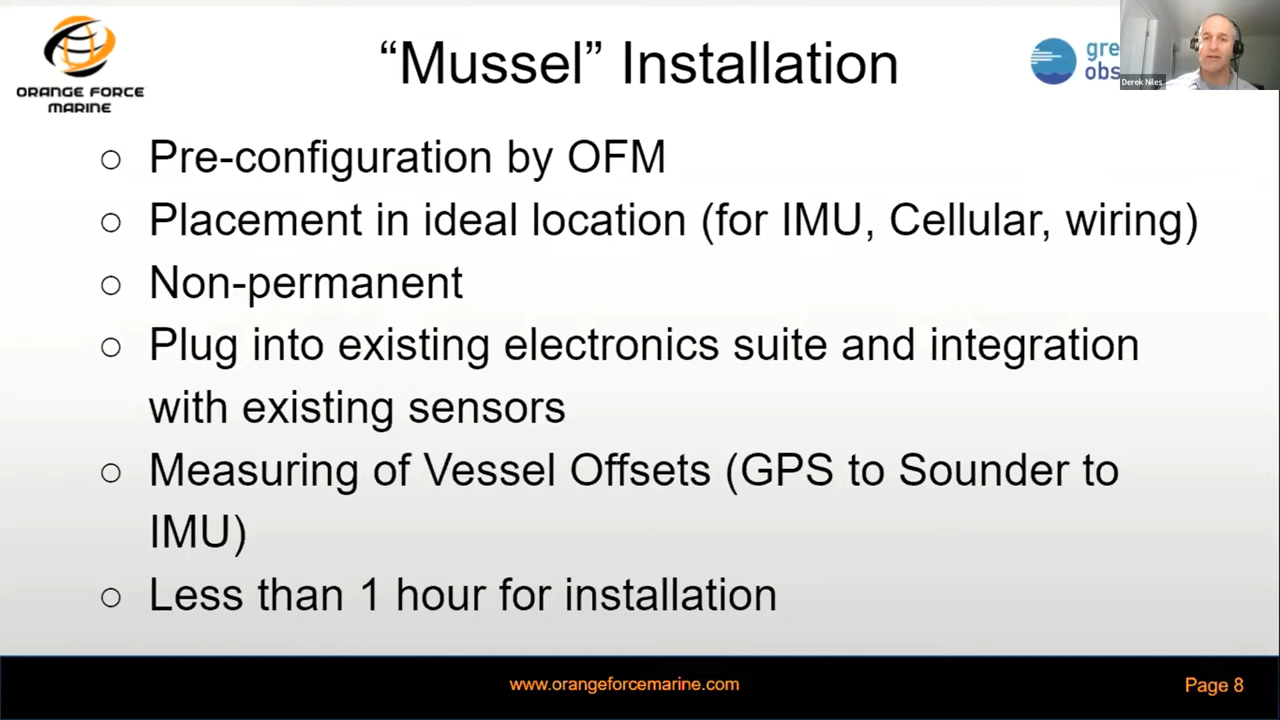 ORANGE FORCE
MARINE
“Mussel” Installation
gre
obs
Derek Niles
○ Pre-configuration by OFM
○ Placement in ideal location (for IMU, Cellular, wiring)
○ Non-permanent
○ Plug into existing electronics suite and integration
with existing sensors
○ Measuring of Vessel Offsets (GPS to Sounder to
IMU)
○ Less than 1 hour for installation
www.orangeforcemarine.com
Page 8